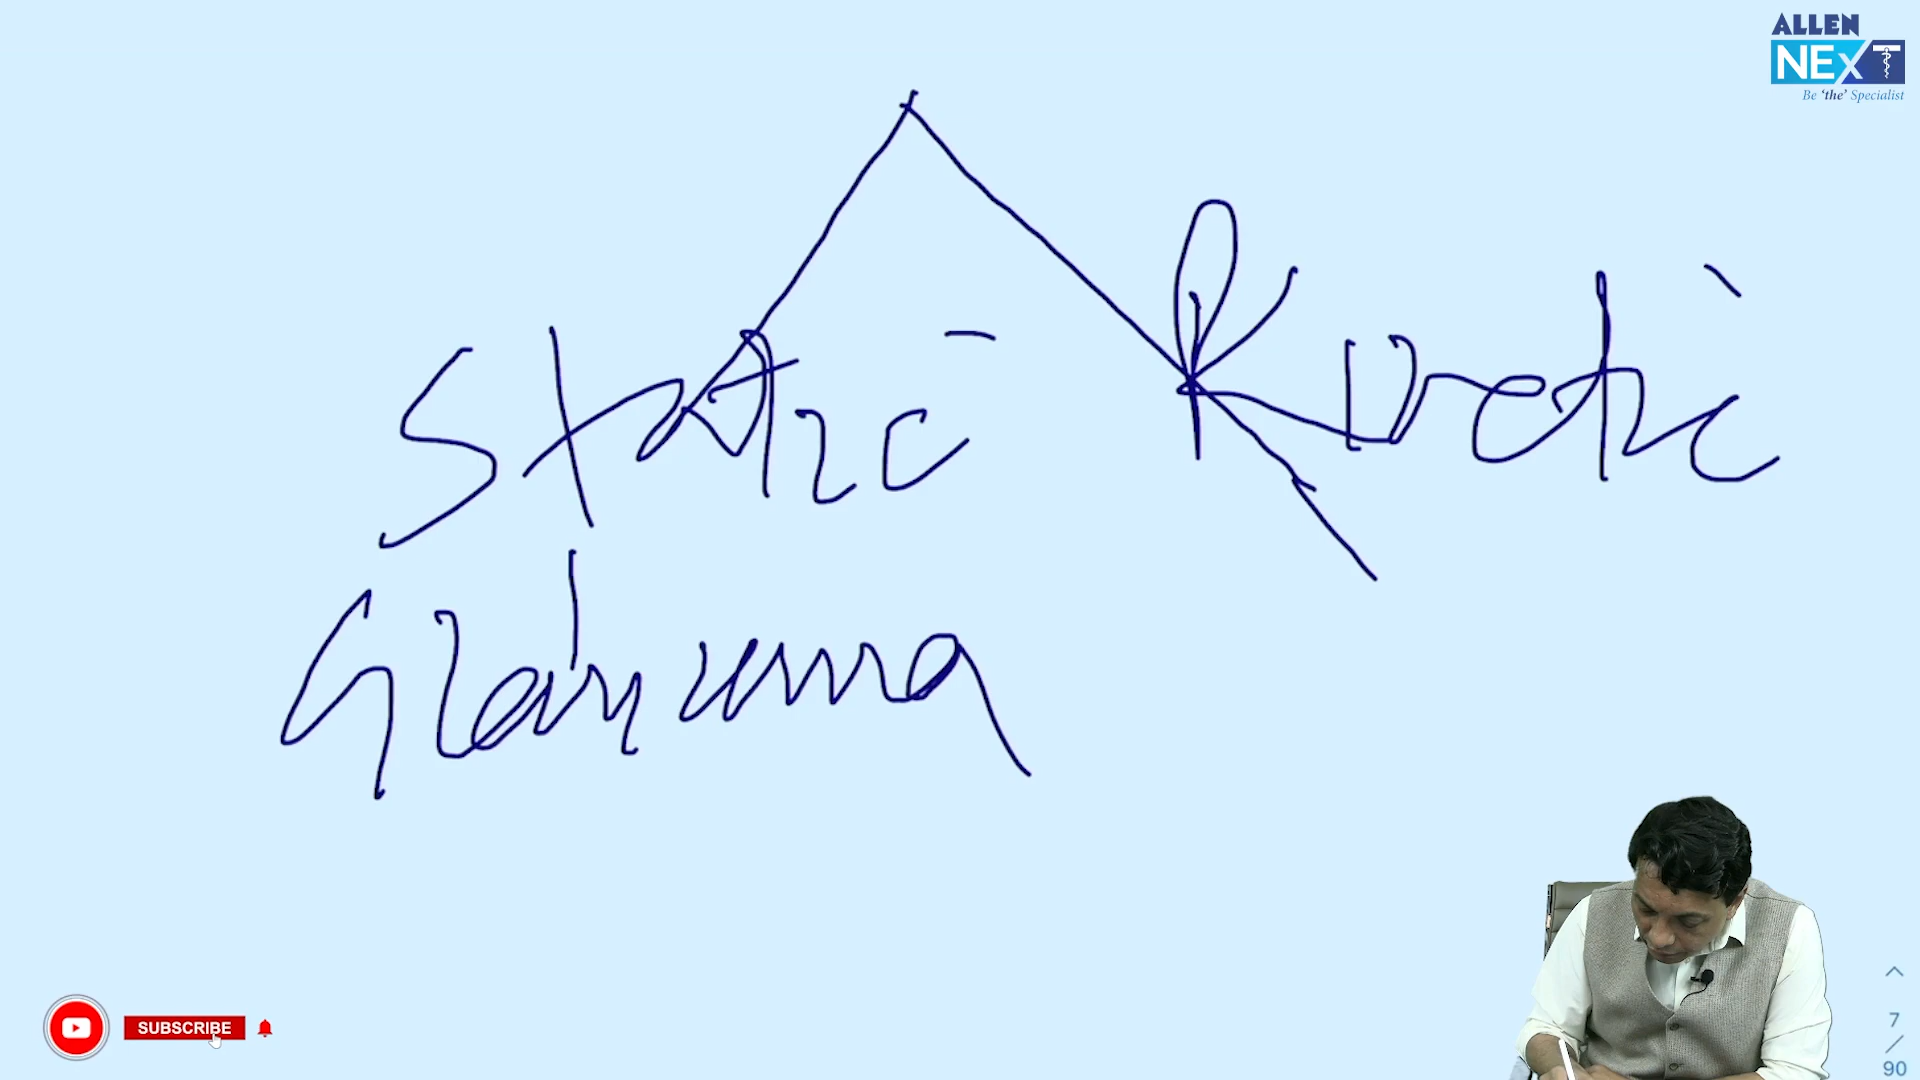 ALLEN
NEXT
Be 'the' Specialist
Static
Kinetic
Glaucoma
SUBSCRIBE
7
/
90